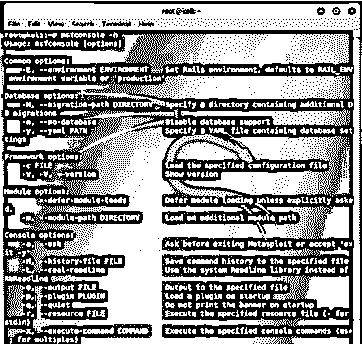 root@kali: ~
File Edit View Search Terminal Help
root@kali:~# msfconsole -h
Usage: msfconsole [options]
Common options:
-E, --environment ENVIRONMENT Set Rails environment, defaults to RAIL_ENV
environment variable or 'production'
Database options:
-M, --migration-path DIRECTORY Specify a directory containing additional D
B migrations
-n, --no-database Disable database support
-y, --yaml PATH Specify a YAML file containing database set
tings
Framework options:
-c FILE Load the specified configuration file
-v, -V, --version Show version
Module options:
--defer-module-loads Defer module loading unless explicitly aske
d.
-m, --module-path DIRECTORY Load an additional module path
Console options:
-a, --ask Ask before exiting Metasploit or accept 'ex
it -y'
-H, --history-file FILE Save command history to the specified file
-L, --real-readline Use the system Readline library instead of
-o, --output FILE Output to the specified file
-p, --plugin PLUGIN Load a plugin on startup
-q, --quiet Do not print the banner on startup
-r, --resource FILE Execute the specified resource file (- for
stdin)
-x, --execute-command COMMAND Execute the specified console commands (use
; for multiples)